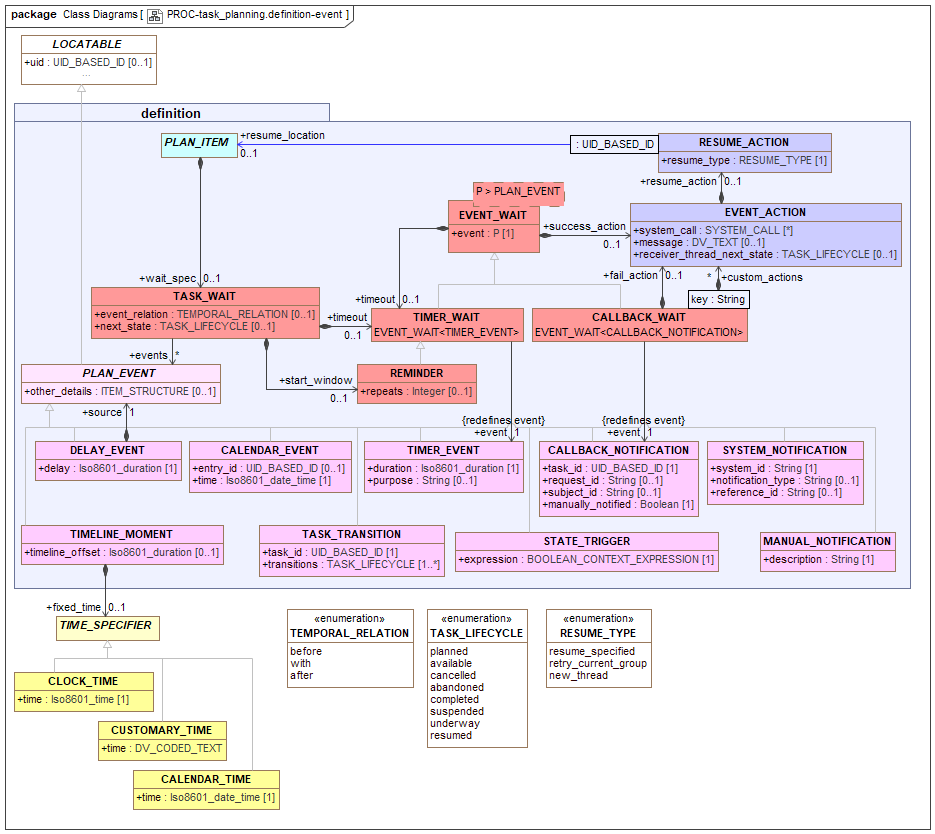 package Class Diagrams [ PROC-task_planning.definition-event ]
LOCATABLE
+uid : UID_BASED_ID [0..1]
...
definition
PLAN_ITEM
+resume_location
0..1
: UID_BASED_ID
RESUME_ACTION
+resume_type : RESUME_TYPE [1]
+resume_action 0..1
P > PLAN_EVENT
EVENT_WAIT
+event : P [1]
+success_action
0..1
EVENT_ACTION
+system_call : SYSTEM_CALL [*]
+message : DV_TEXT [0..1]
+receiver_thread_next_state : TASK_LIFECYCLE [0..1]
+fail_action 0..1
* +custom_actions
key : String
+wait_spec 0..1
TASK_WAIT
+event_relation : TEMPORAL_RELATION [0..1]
+next_state : TASK_LIFECYCLE [0..1]
+timeout 0..1
+timeout
0..1
TIMER_WAIT
EVENT_WAIT<TIMER_EVENT>
CALLBACK_WAIT
EVENT_WAIT<CALLBACK_NOTIFICATION>
+events *
+start_window
0..1
REMINDER
+repeats : Integer [0..1]
PLAN_EVENT
+other_details : ITEM_STRUCTURE [0..1]
+source 1
{redefines event}
+event 1
{redefines event}
+event 1
DELAY_EVENT
+delay : Iso8601_duration [1]
CALENDAR_EVENT
+entry_id : UID_BASED_ID [0..1]
+time : Iso8601_date_time [1]
TIMER_EVENT
+duration : Iso8601_duration [1]
+purpose : String [0..1]
CALLBACK_NOTIFICATION
+task_id : UID_BASED_ID [1]
+request_id : String [0..1]
+subject_id : String [0..1]
+manually_notified : Boolean [1]
SYSTEM_NOTIFICATION
+system_id : String [1]
+notification_type : String [0..1]
+reference_id : String [0..1]
TIMELINE_MOMENT
+timeline_offset : Iso8601_duration [0..1]
TASK_TRANSITION
+task_id : UID_BASED_ID [1]
+transitions : TASK_LIFECYCLE [1..*]
STATE_TRIGGER
+expression : BOOLEAN_CONTEXT_EXPRESSION [1]
MANUAL_NOTIFICATION
+description : String [1]
+fixed_time 0..1
TIME_SPECIFIER
CLOCK_TIME
+time : Iso8601_time [1]
CUSTOMARY_TIME
+time : DV_CODED_TEXT
CALENDAR_TIME
+time : Iso8601_date_time [1]
«enumeration»
TEMPORAL_RELATION
before
with
after
«enumeration»
TASK_LIFECYCLE
planned
available
cancelled
abandoned
completed
suspended
underway
resumed
«enumeration»
RESUME_TYPE
resume_specified
retry_current_group
new_thread